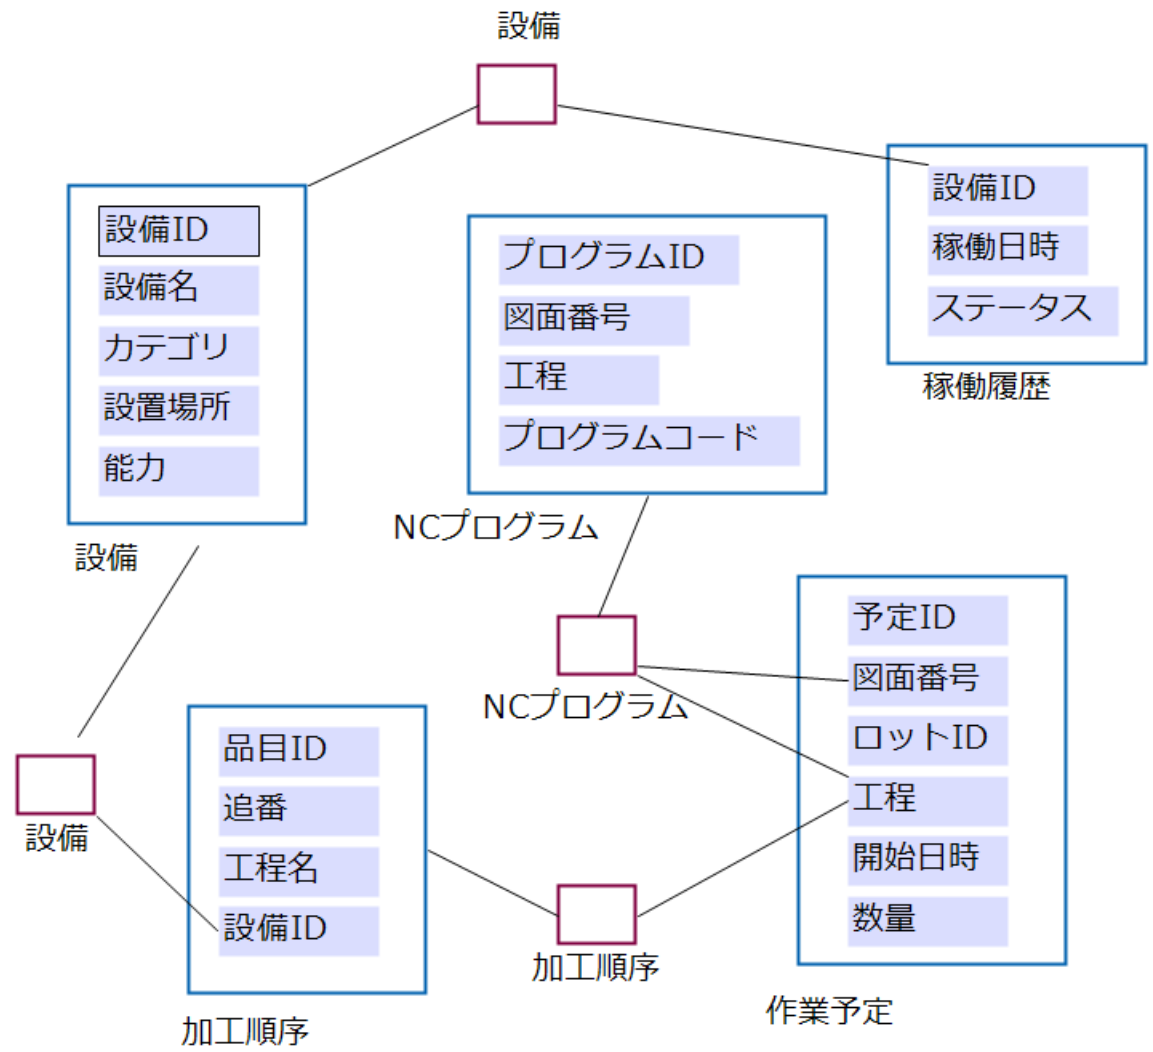 設備
設備ID
設備名
カテゴリ
設置場所
能力
設備
プログラムID
図面番号
工程
プログラムコード
NCプログラム
設備ID
稼働日時
ステータス
稼働履歴
NCプログラム
予定ID
図面番号
ロットID
工程
開始日時
数量
作業予定
設備
品目ID
追番
工程名
設備ID
加工順序
加工順序